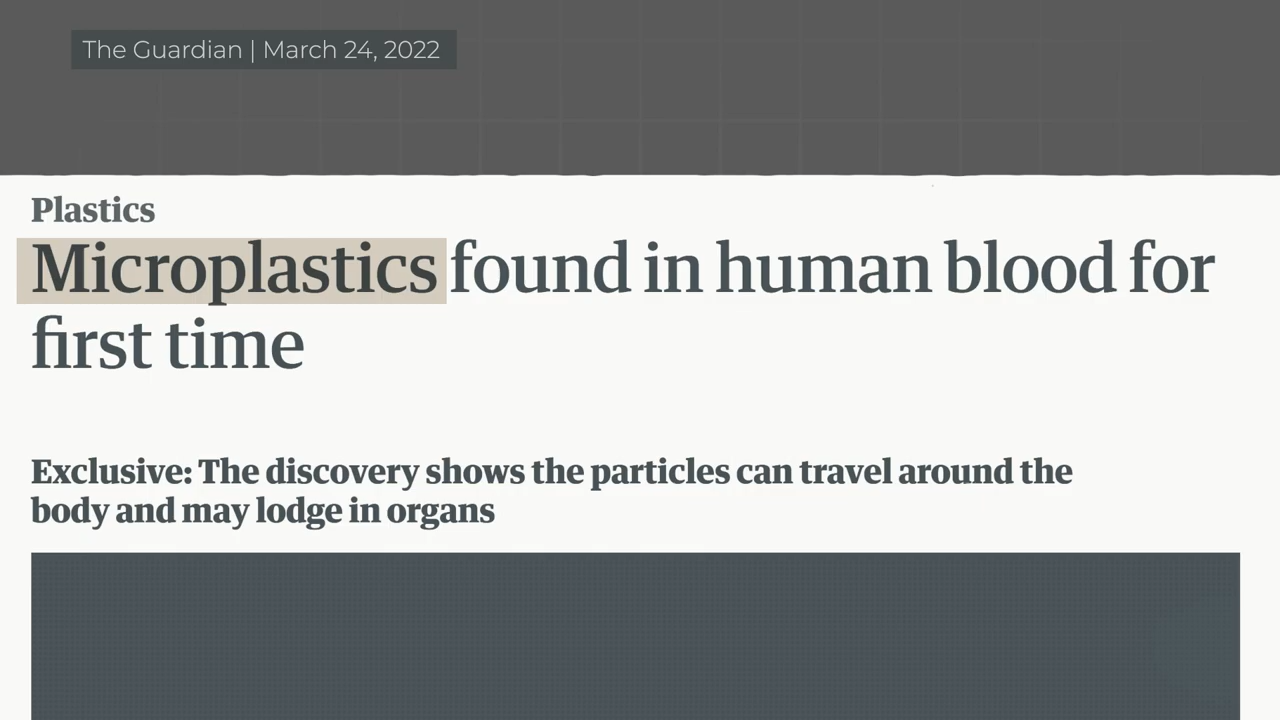 The Guardian | March 24, 2022
Plastics
Microplastics found in human blood for
first time
Exclusive: The discovery shows the particles can travel around the
body and may lodge in organs